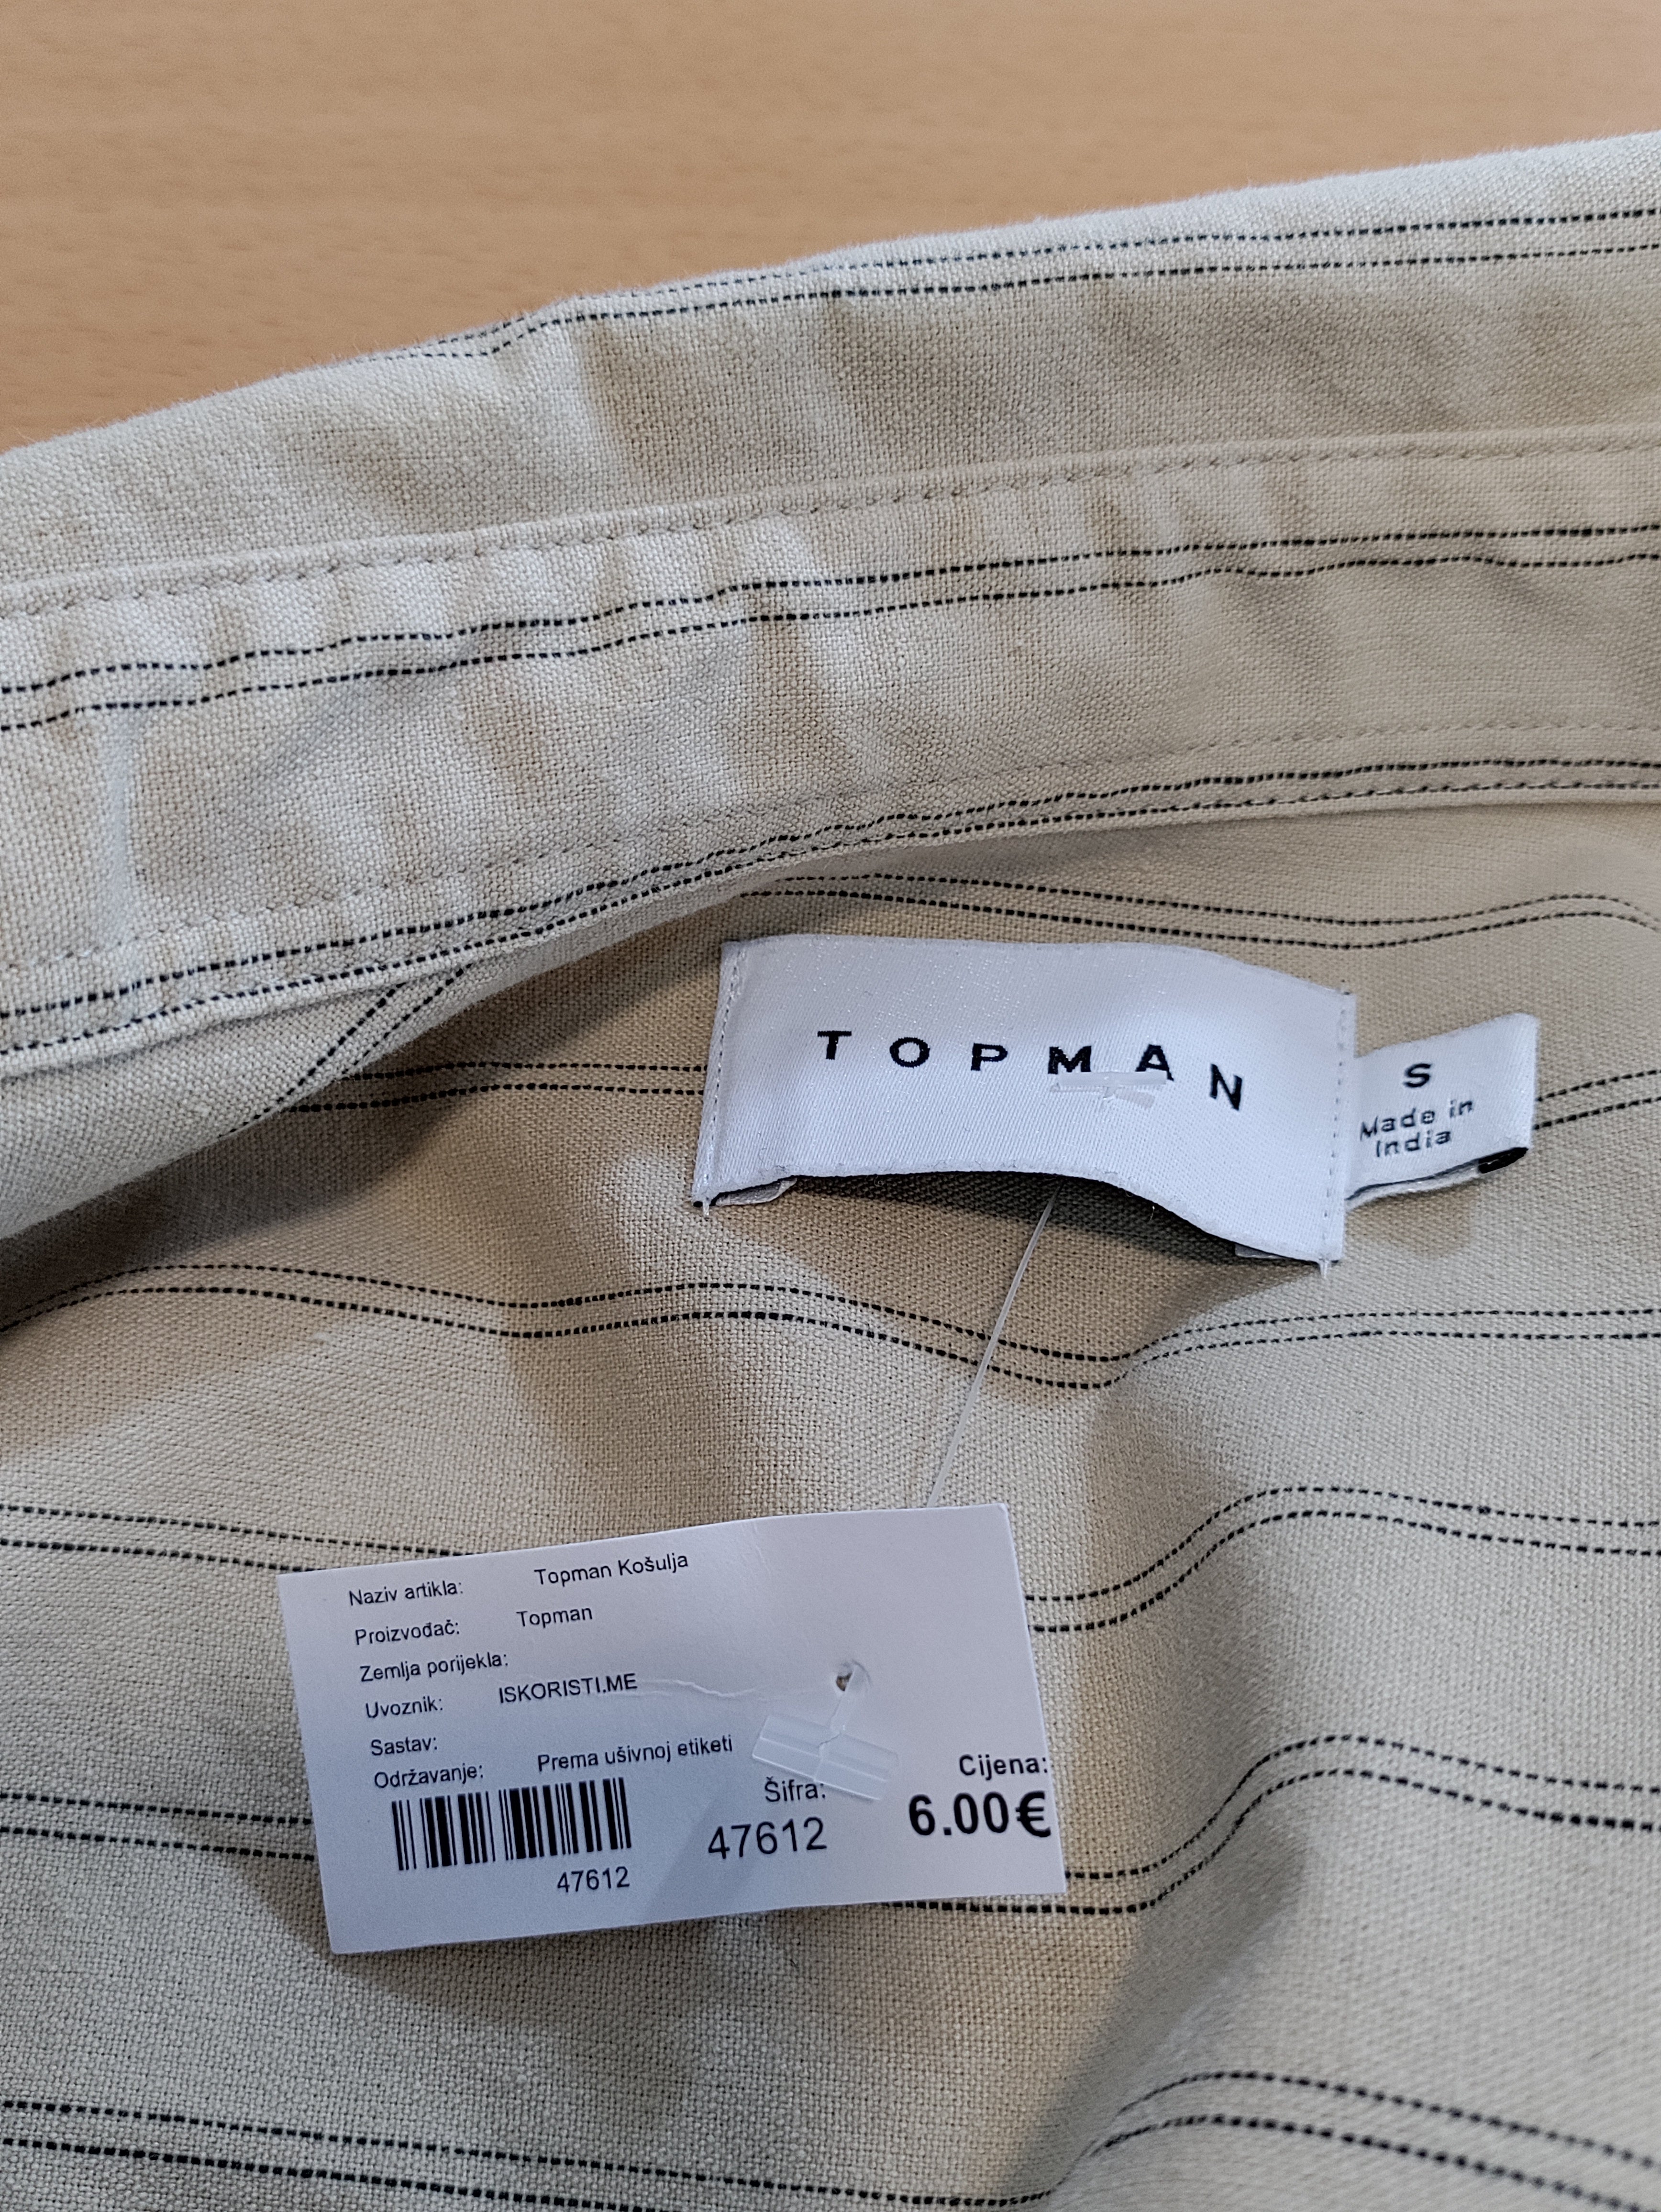 TOPMAN
S
Made in
India
Naziv artikla: Topman Košulja
Proizvođač: Topman
Zemlja porijekla:
Uvoznik: ISKORISTI.ME
Sastav:
Održavanje: Prema ušivnoj etiketi
47612
Šifra:
47612
Cijena:
6.00€